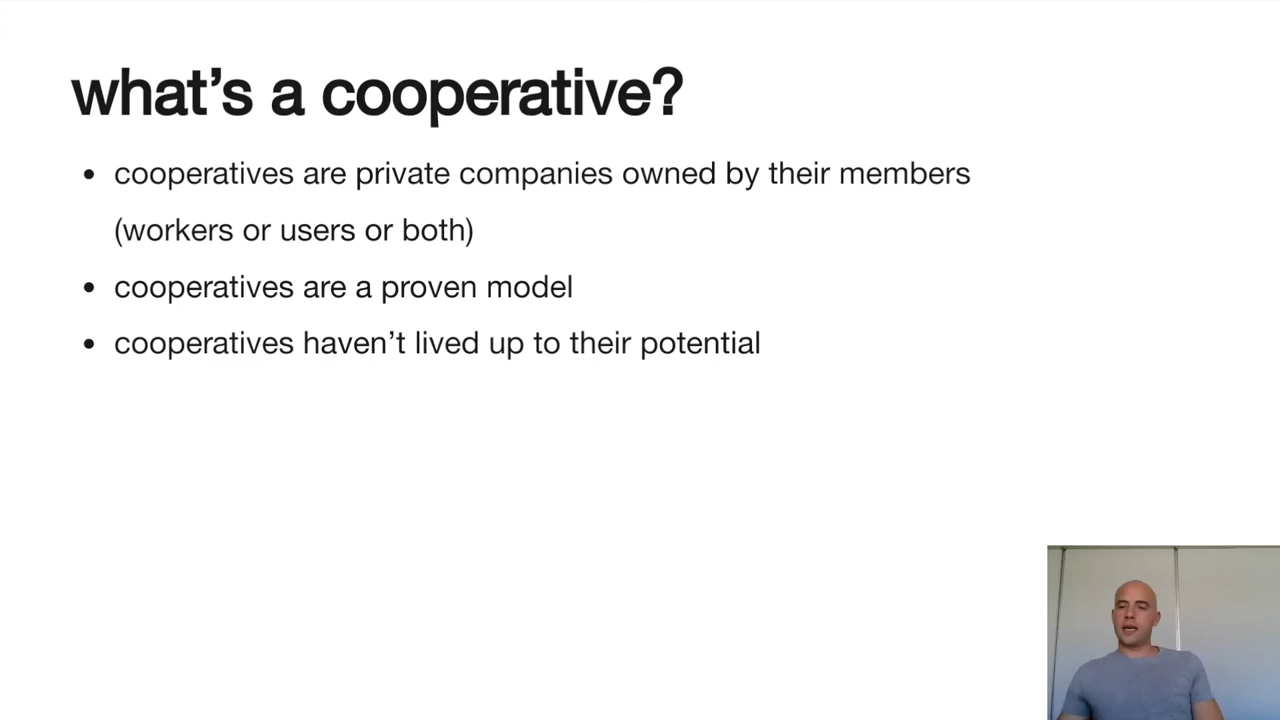 what’s a cooperative?
• cooperatives are private companies owned by their members
(workers or users or both)
• cooperatives are a proven model
• cooperatives haven’t lived up to their potential